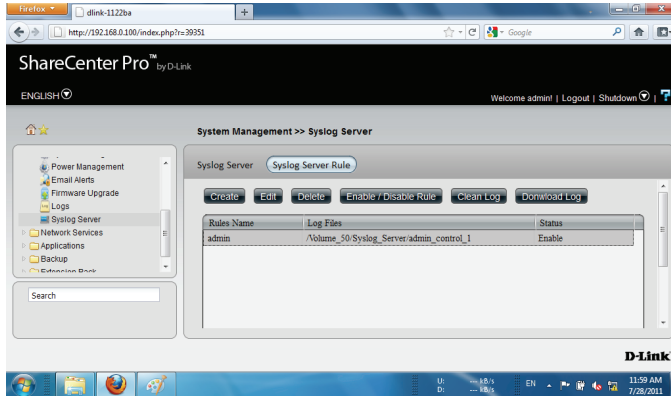 Firefox
dlink-1122ba
http://192.168.0.100/index.php?r=39351
Google
ShareCenter Pro™ by D-Link
ENGLISH
Welcome admin! | Logout | Shutdown | ?
System Management >> Syslog Server
Power Management
Email Alerts
Firmware Upgrade
Logs
Syslog Server
Network Services
Applications
Backup
Extension Pack
Search
Syslog Server Syslog Server Rule
Create Edit Delete Enable / Disable Rule Clean Log Donwload Log
Rules Name Log Files Status
admin /Volume_50/Syslog_Server/admin_control_1 Enable
D-Link
U: --- kB/s
D: --- kB/s
EN
11:59 AM
7/28/2011